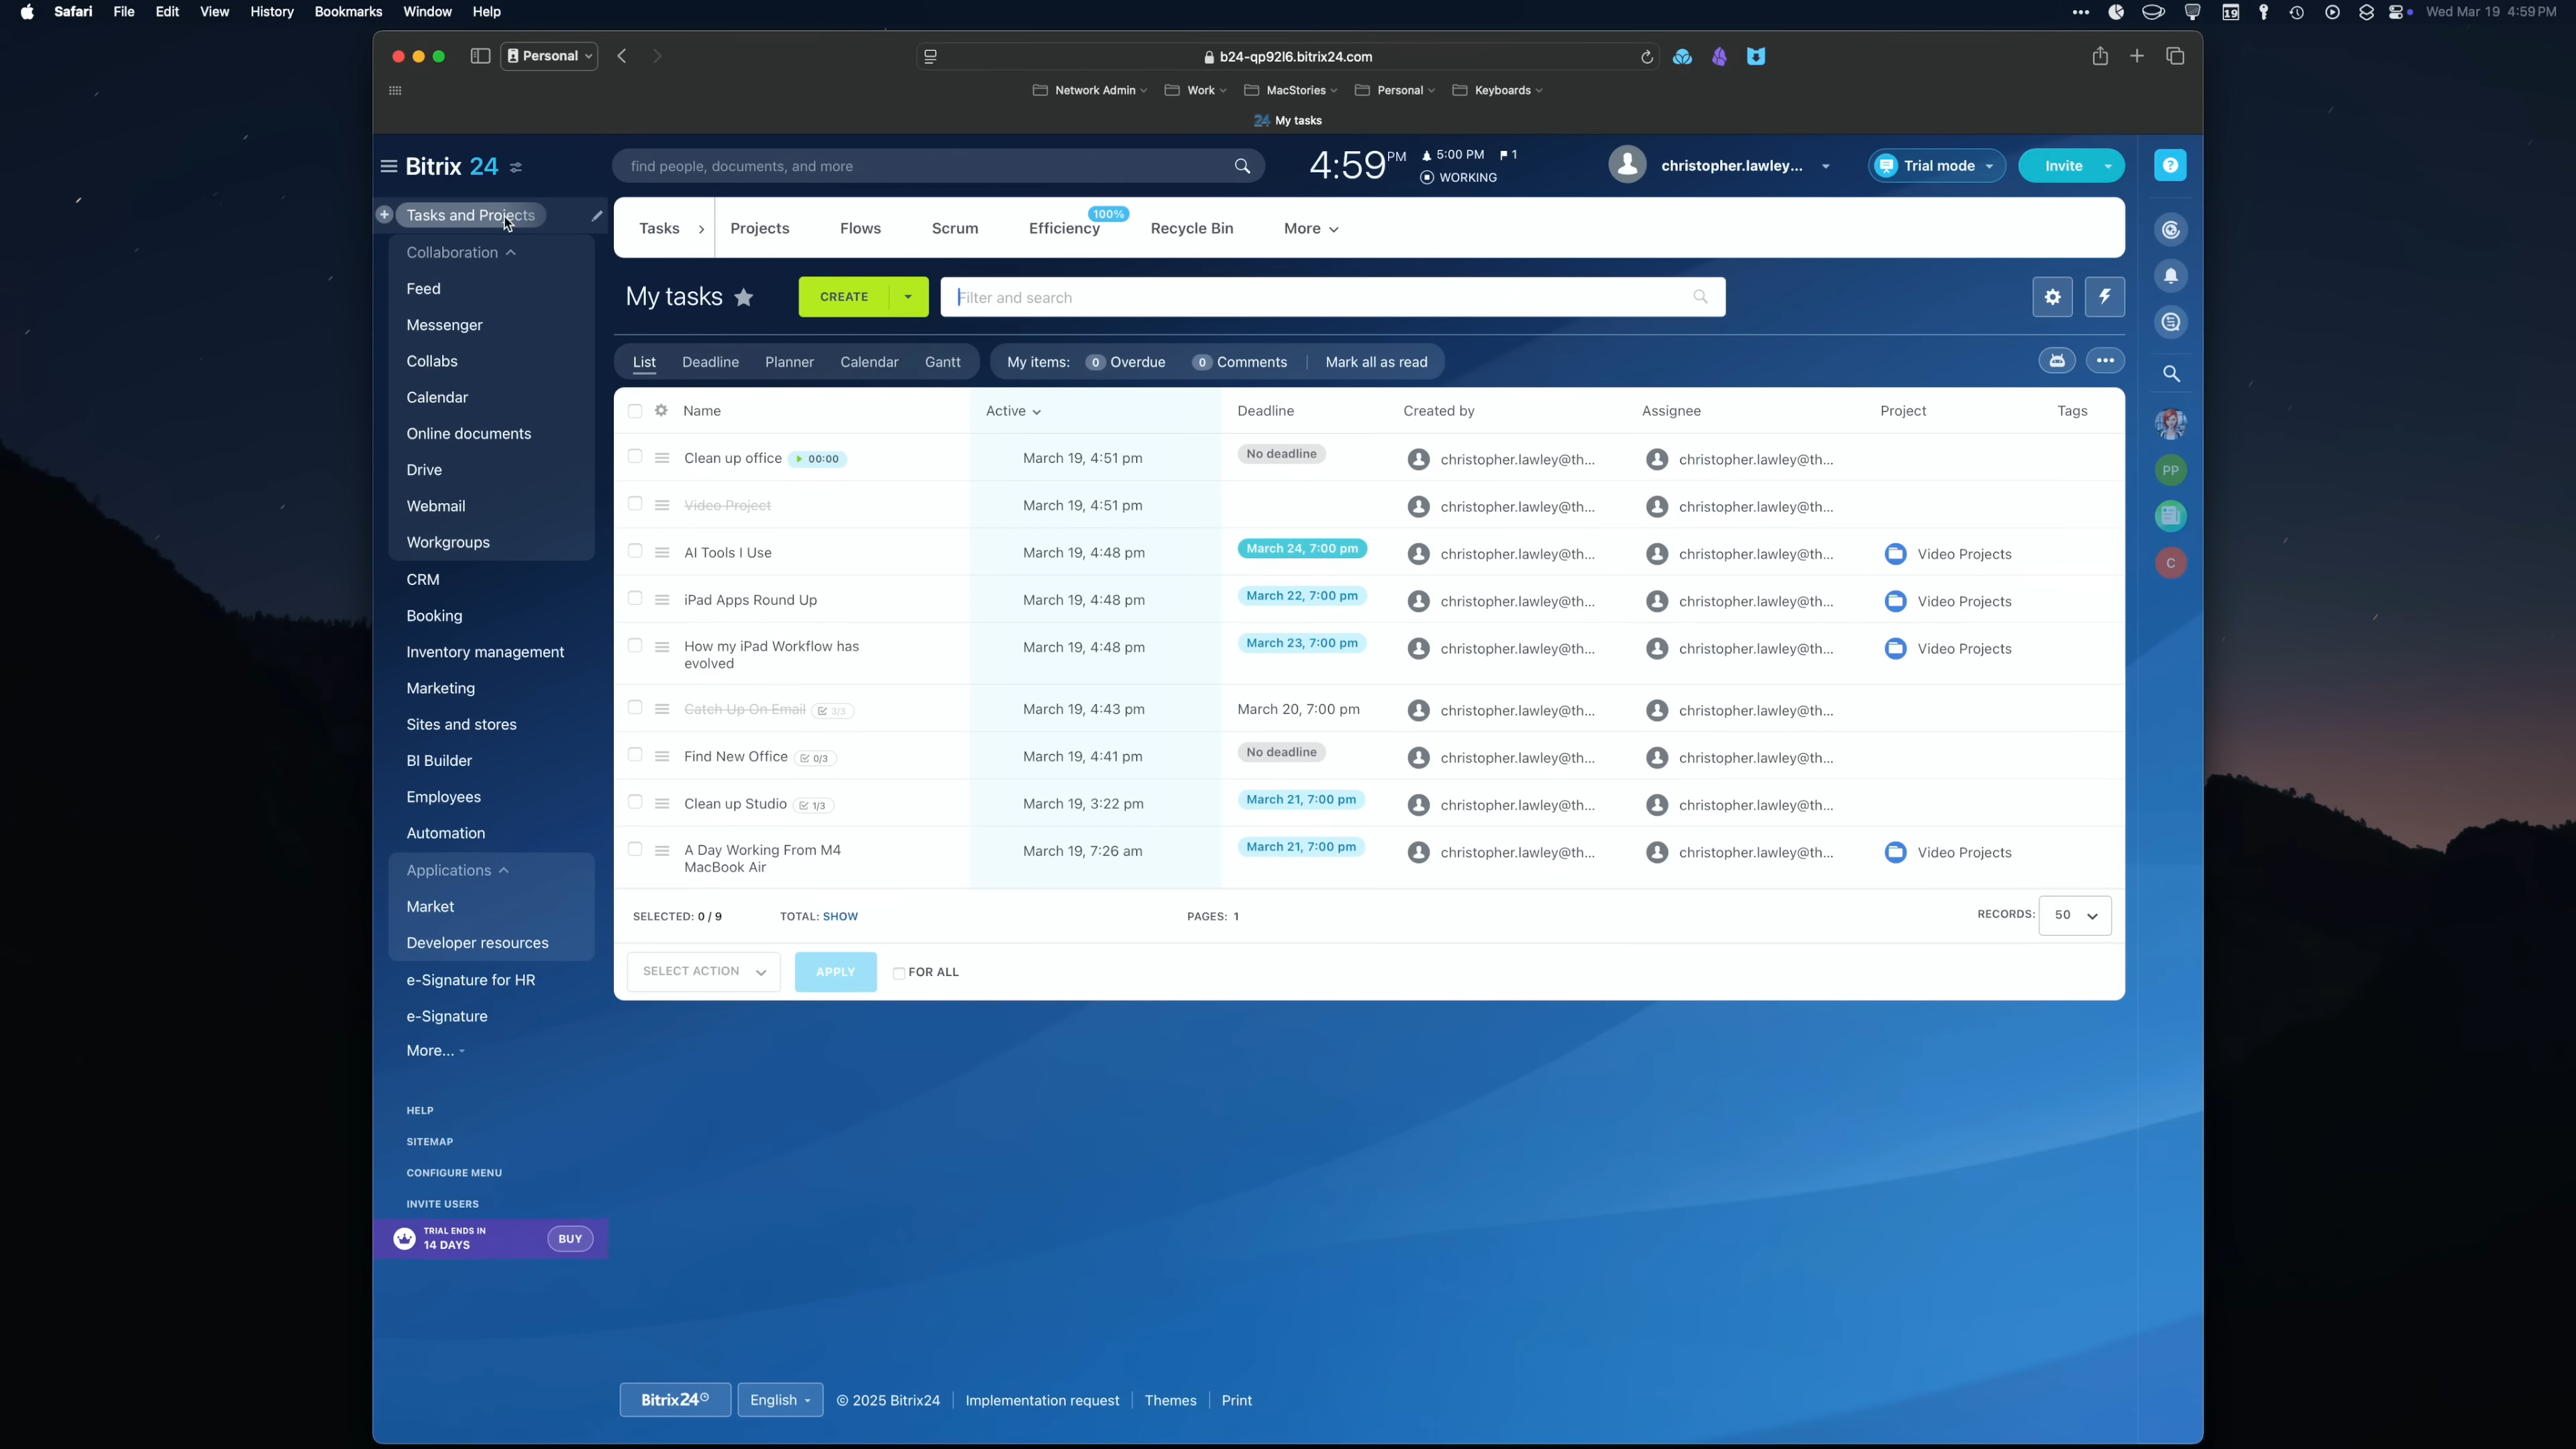 Safari File Edit View History Bookmarks Window Help
19 Wed Mar 19 4:59 PM
Personal
b24-qp92l6.bitrix24.com
Network Admin Work MacStories Personal Keyboards
24 My tasks
Bitrix 24
find people, documents, and more
4:59 PM
5:00 PM 1
WORKING
christopher.lawley...
Trial mode
Invite
Tasks and Projects
Collaboration
Feed
Messenger
Collabs
Calendar
Online documents
Drive
Webmail
Workgroups
CRM
Booking
Inventory management
Marketing
Sites and stores
BI Builder
Employees
Automation
Applications
Market
Developer resources
e-Signature for HR
e-Signature
More...
HELP
SITEMAP
CONFIGURE MENU
INVITE USERS
TRIAL ENDS IN
14 DAYS
BUY
Tasks Projects Flows Scrum Efficiency 100% Recycle Bin More
My tasks
CREATE
Filter and search
List Deadline Planner Calendar Gantt
My items: 0 Overdue 0 Comments Mark all as read
Name Active Deadline Created by Assignee Project Tags
Clean up office 00:00 March 19, 4:51 pm No deadline christopher.lawley@th... christopher.lawley@th...
Video Project March 19, 4:51 pm christopher.lawley@th... christopher.lawley@th...
AI Tools I Use March 19, 4:48 pm March 24, 7:00 pm christopher.lawley@th... christopher.lawley@th... Video Projects
iPad Apps Round Up March 19, 4:48 pm March 22, 7:00 pm christopher.lawley@th... christopher.lawley@th... Video Projects
How my iPad Workflow has
evolved
March 19, 4:48 pm March 23, 7:00 pm christopher.lawley@th... christopher.lawley@th... Video Projects
Catch Up On Email 3/3 March 19, 4:43 pm March 20, 7:00 pm christopher.lawley@th... christopher.lawley@th...
Find New Office 0/3 March 19, 4:41 pm No deadline christopher.lawley@th... christopher.lawley@th...
Clean up Studio 1/3 March 19, 3:22 pm March 21, 7:00 pm christopher.lawley@th... christopher.lawley@th...
A Day Working From M4
MacBook Air
March 19, 7:26 am March 21, 7:00 pm christopher.lawley@th... christopher.lawley@th... Video Projects
SELECTED: 0 / 9 TOTAL: SHOW PAGES: 1 RECORDS: 50
SELECT ACTION APPLY FOR ALL
PP
C
Bitrix24 English © 2025 Bitrix24 Implementation request Themes Print